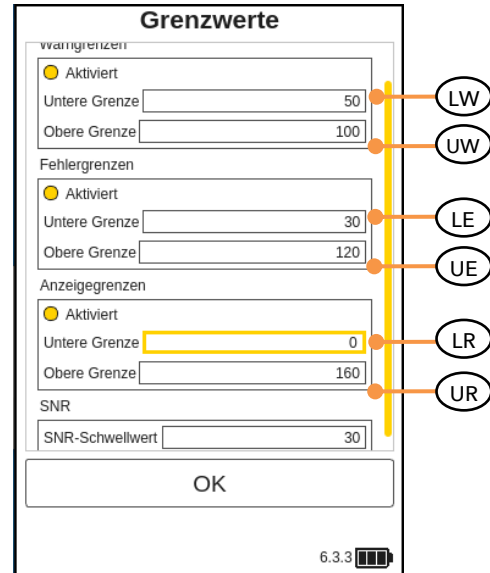 Grenzwerte
Warngrenzen
Aktiviert
Untere Grenze 50 LW
Obere Grenze 100 UW
Fehlergrenzen
Aktiviert
Untere Grenze 30 LE
Obere Grenze 120 UE
Anzeigegrenzen
Aktiviert
Untere Grenze 0 LR
Obere Grenze 160 UR
SNR
SNR-Schwellwert 30
OK
6.3.3